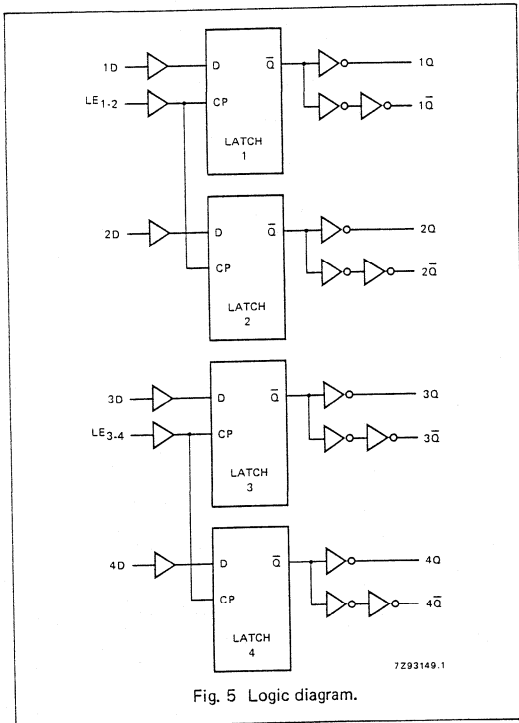 1D
D
Q̅
1Q
LE1-2
CP
1Q̅
LATCH
1
2D
D
Q̅
2Q
CP
2Q̅
LATCH
2
3D
D
Q̅
3Q
LE3-4
CP
3Q̅
LATCH
3
4D
D
Q̅
4Q
CP
4Q̅
LATCH
4
7Z93149.1
Fig. 5 Logic diagram.